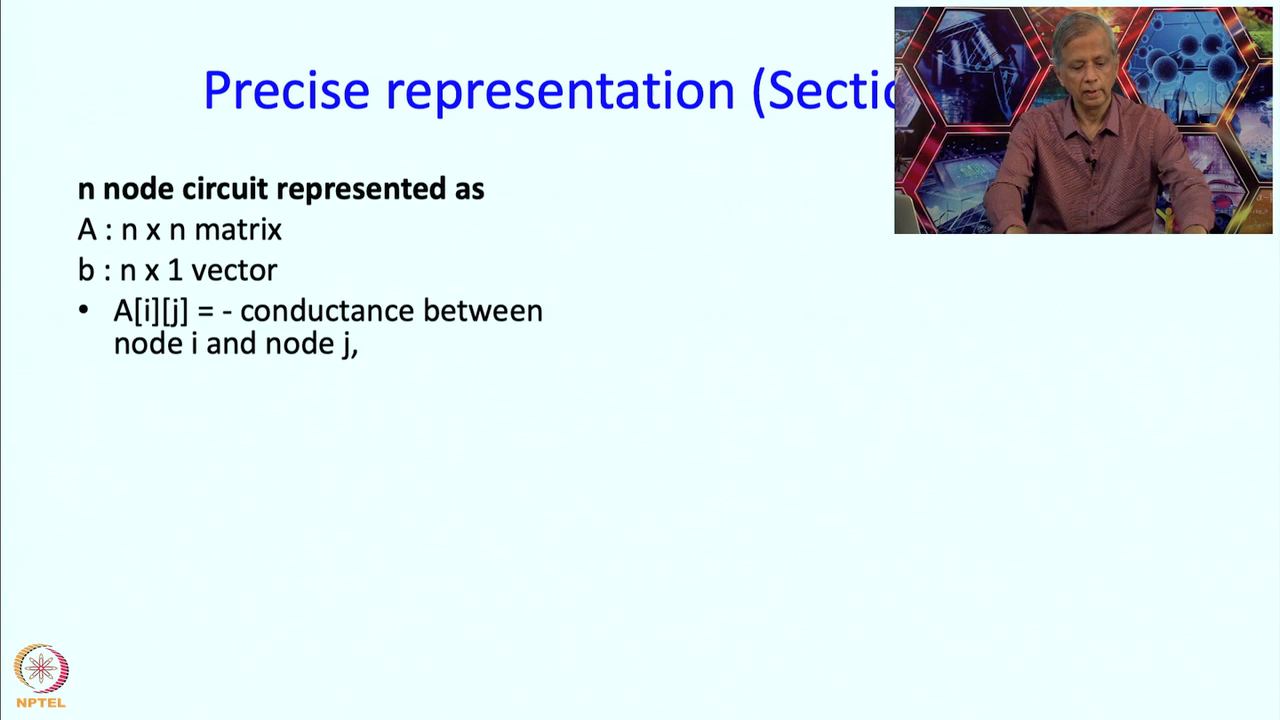 Precise representation (Sectio
n node circuit represented as
A : n x n matrix
b : n x 1 vector
• A[i][j] = - conductance between
node i and node j,
NPTEL